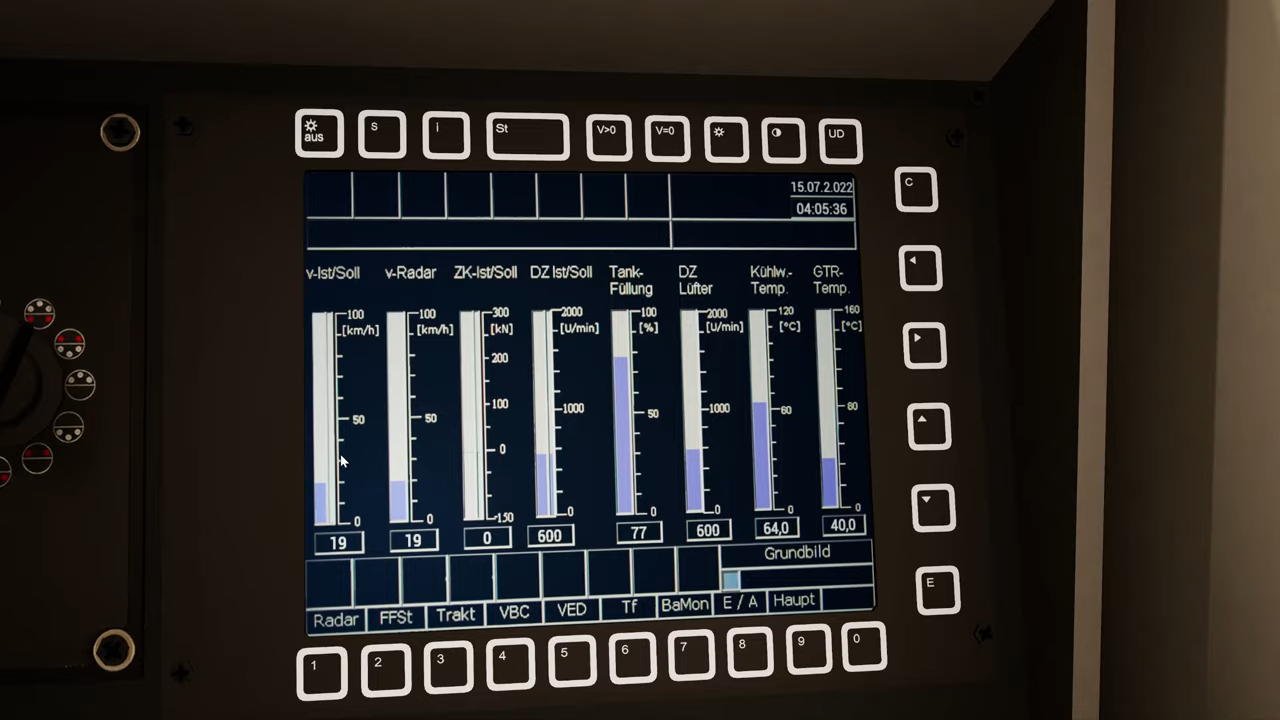 aus S i St V>0 V=0 UD
C
15.07.2.022
04:05:36
v-Ist/Soll v-Radar ZK-Ist/Soll DZ Ist/Soll Tank-Füllung DZ Lüfter Kühlw.-Temp. GTR-Temp.
100 100 300 2000 100 2000 120 160
[km/h] [km/h] [kN] [U/min] [%] [U/min] [°C] [°C]
200
50 50 100 1000 50 1000 60 80
0
0 0 -150 0 0 0 0 0
19 19 0 600 77 600 64,0 40,0
Grundbild
Radar FFSt Trakt VBC VED Tf BaMon E / A Haupt
E
1 2 3 4 5 6 7 8 9 0